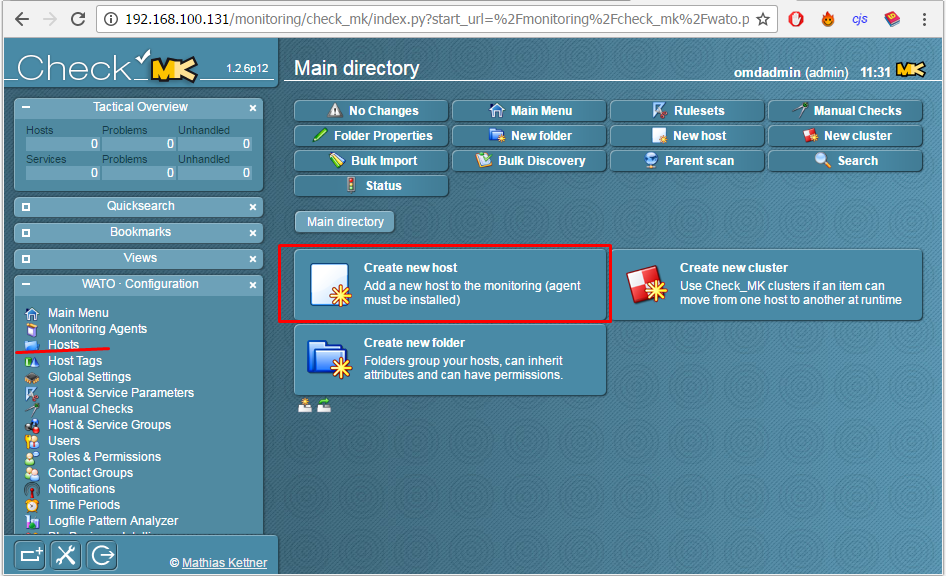 192.168.100.131/monitoring/check_mk/index.py?start_url=%2Fmonitoring%2Fcheck_mk%2Fwato.p
cjs
Check MK
1.2.6p12
Main directory
omdadmin (admin) 11:31 MK
Tactical Overview
Hosts Problems Unhandled
0 0 0
Services Problems Unhandled
0 0 0
Quicksearch
Bookmarks
Views
WATO · Configuration
Main Menu
Monitoring Agents
Hosts
Host Tags
Global Settings
Host & Service Parameters
Manual Checks
Host & Service Groups
Users
Roles & Permissions
Contact Groups
Notifications
Time Periods
Logfile Pattern Analyzer
© Mathias Kettner
No Changes Main Menu Rulesets Manual Checks
Folder Properties New folder New host New cluster
Bulk Import Bulk Discovery Parent scan Search
Status
Main directory
Create new host
Add a new host to the monitoring (agent
must be installed)
Create new cluster
Use Check_MK clusters if an item can
move from one host to another at runtime
Create new folder
Folders group your hosts, can inherit
attributes and can have permissions.